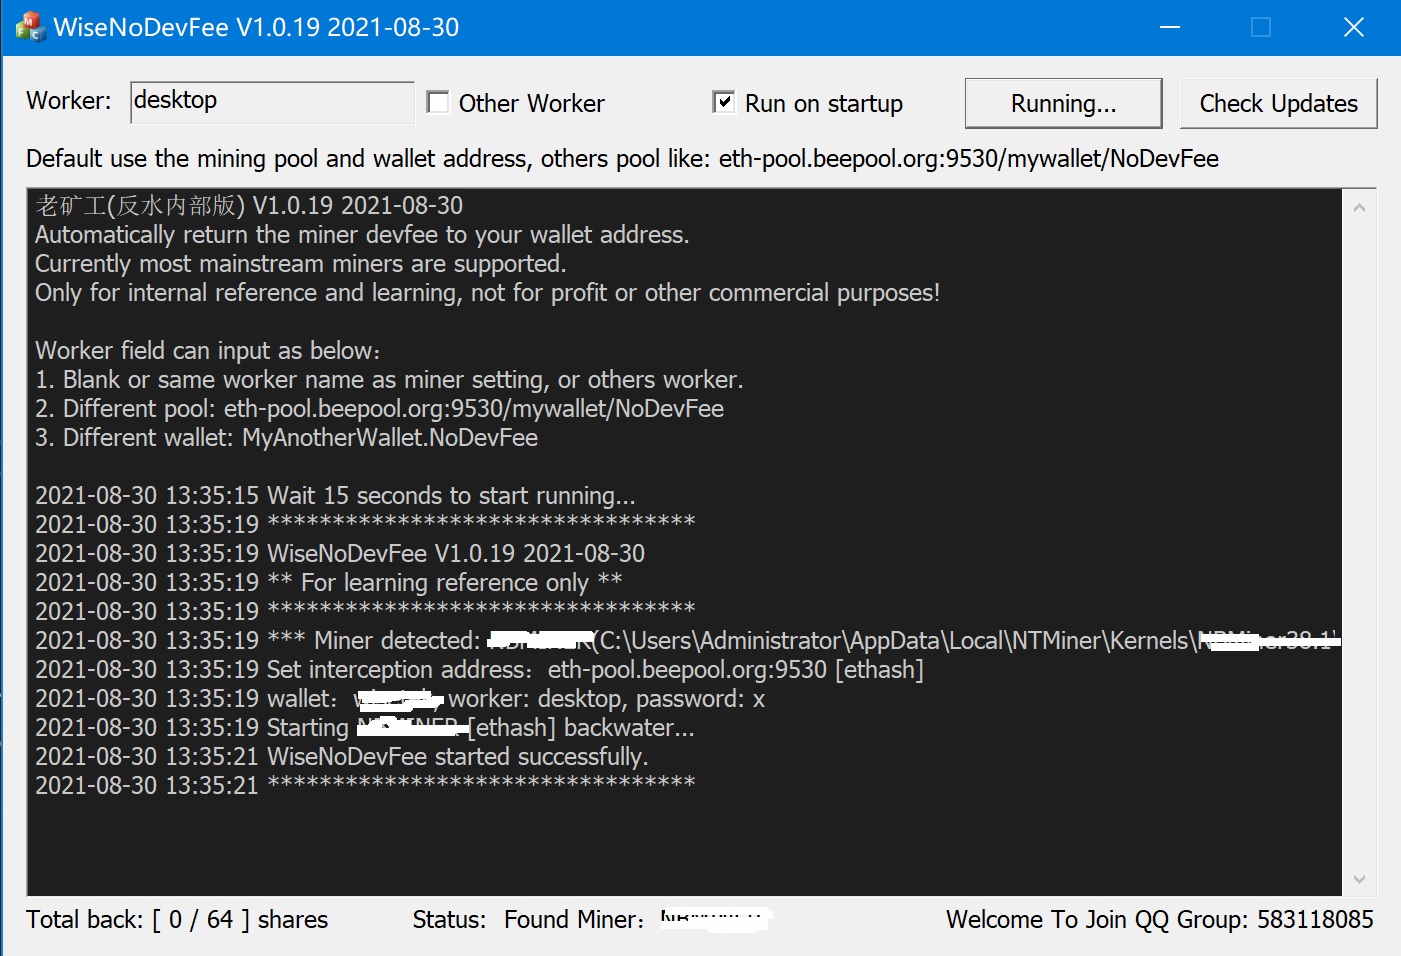 WiseNoDevFee V1.0.19 2021-08-30
Worker: desktop Other Worker Run on startup Running... Check Updates
Default use the mining pool and wallet address, others pool like: eth-pool.beepool.org:9530/mywallet/NoDevFee
老矿工(反水内部版) V1.0.19 2021-08-30
Automatically return the miner devfee to your wallet address.
Currently most mainstream miners are supported.
Only for internal reference and learning, not for profit or other commercial purposes!
Worker field can input as below：
1. Blank or same worker name as miner setting, or others worker.
2. Different pool: eth-pool.beepool.org:9530/mywallet/NoDevFee
3. Different wallet: MyAnotherWallet.NoDevFee
2021-08-30 13:35:15 Wait 15 seconds to start running...
2021-08-30 13:35:19 *********************************
2021-08-30 13:35:19 WiseNoDevFee V1.0.19 2021-08-30
2021-08-30 13:35:19 ** For learning reference only **
2021-08-30 13:35:19 *********************************
2021-08-30 13:35:19 *** Miner detected: (C:\Users\Administrator\AppData\Local\NTMiner\Kernels\
2021-08-30 13:35:19 Set interception address：eth-pool.beepool.org:9530 [ethash]
2021-08-30 13:35:19 wallet： worker: desktop, password: x
2021-08-30 13:35:19 Starting [ethash] backwater...
2021-08-30 13:35:21 WiseNoDevFee started successfully.
2021-08-30 13:35:21 *********************************
Total back: [ 0 / 64 ] shares Status: Found Miner： Welcome To Join QQ Group: 583118085